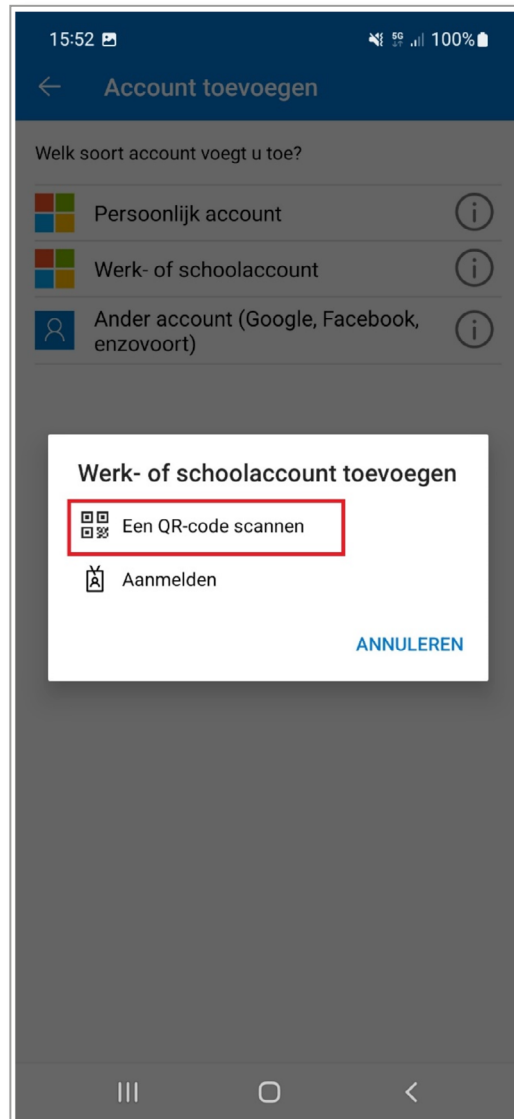 15:52 5G 100%
Account toevoegen
Welk soort account voegt u toe?
Persoonlijk account
Werk- of schoolaccount
Ander account (Google, Facebook,
enzovoort)
Werk- of schoolaccount toevoegen
Een QR-code scannen
Aanmelden
ANNULEREN